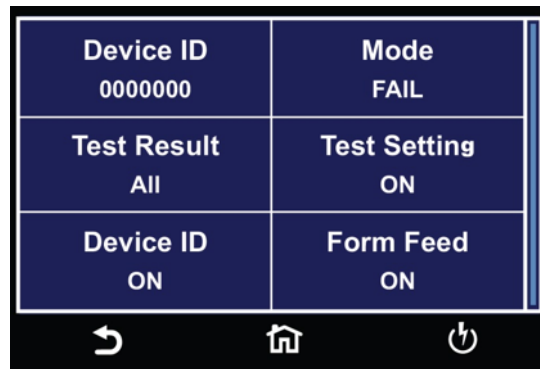 Device ID
0000000
Mode
FAIL
Test Result
All
Test Setting
ON
Device ID
ON
Form Feed
ON